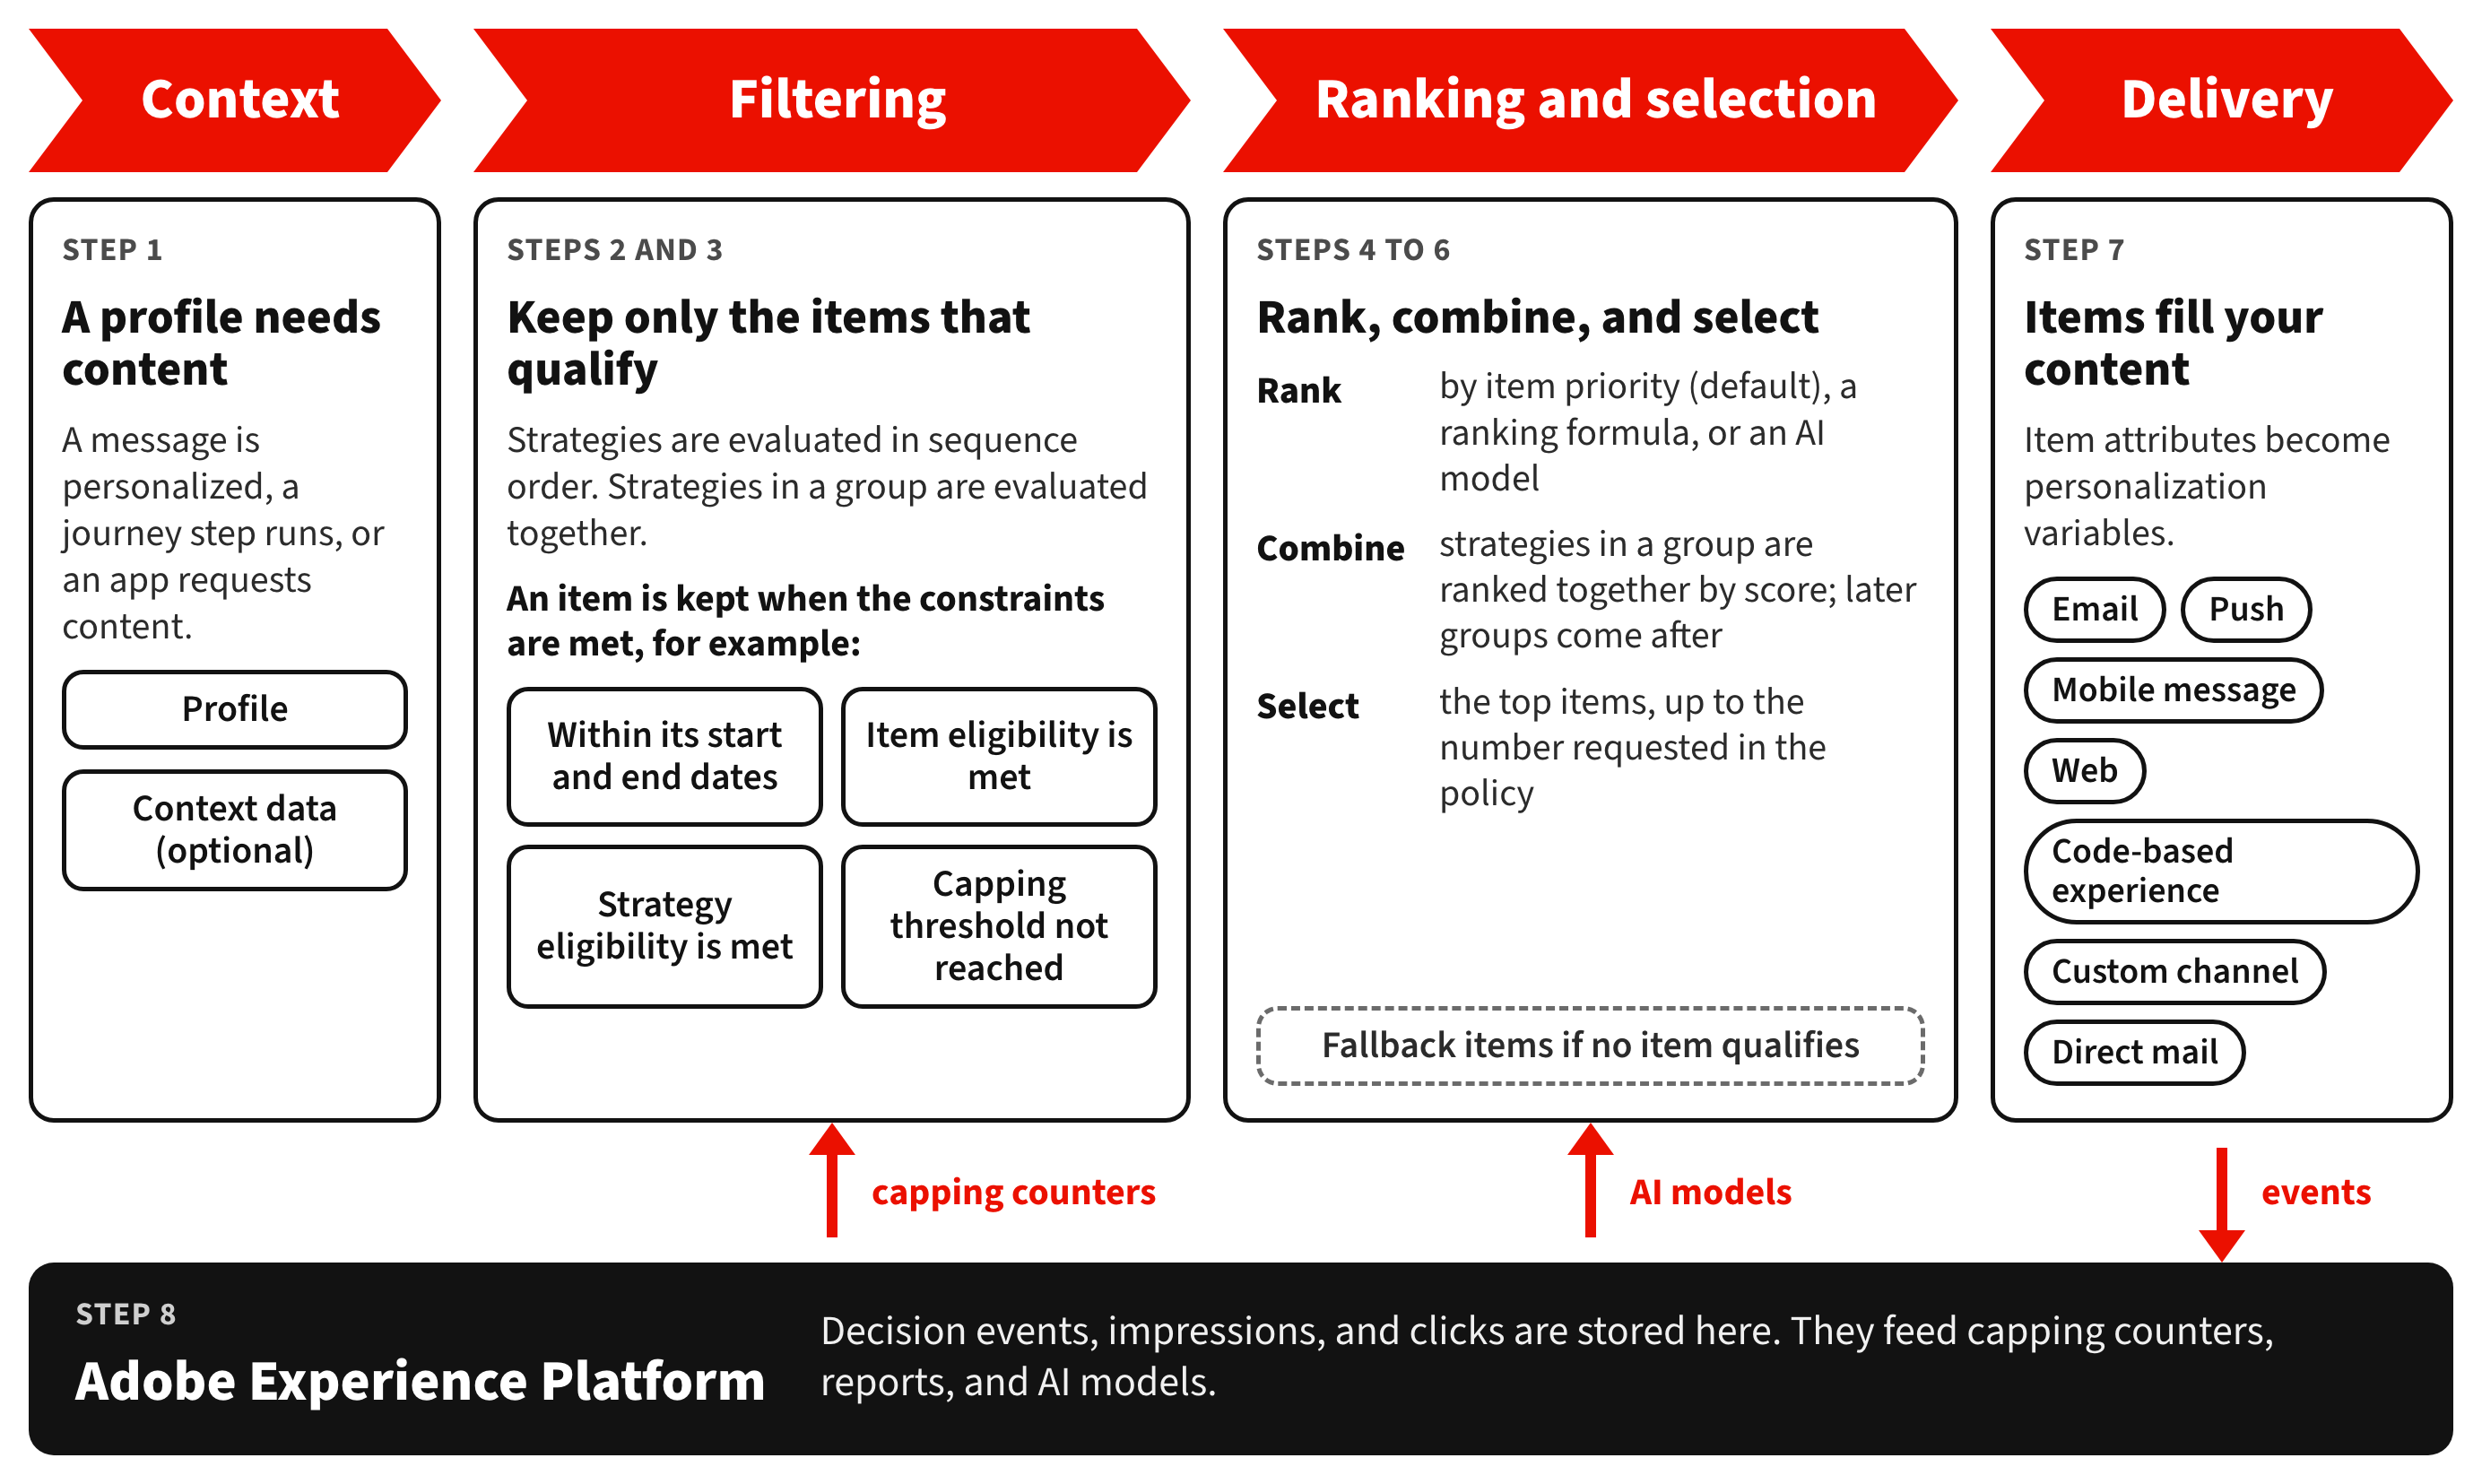 Context
Filtering
Ranking and selection
Delivery
STEP 1
A profile needs
content
A message is
personalized, a
journey step runs, or
an app requests
content.
Profile
Context data
(optional)
STEPS 2 AND 3
Keep only the items that
qualify
Strategies are evaluated in sequence
order. Strategies in a group are evaluated
together.
An item is kept when the constraints
are met, for example:
Within its start
and end dates
Item eligibility is
met
Strategy
eligibility is met
Capping
threshold not
reached
STEPS 4 TO 6
Rank, combine, and select
Rank
by item priority (default), a
ranking formula, or an AI
model
Combine
strategies in a group are
ranked together by score; later
groups come after
Select
the top items, up to the
number requested in the
policy
Fallback items if no item qualifies
STEP 7
Items fill your
content
Item attributes become
personalization
variables.
Email
Push
Mobile message
Web
Code-based
experience
Custom channel
Direct mail
capping counters
AI models
events
STEP 8
Adobe Experience Platform
Decision events, impressions, and clicks are stored here. They feed capping counters,
reports, and AI models.